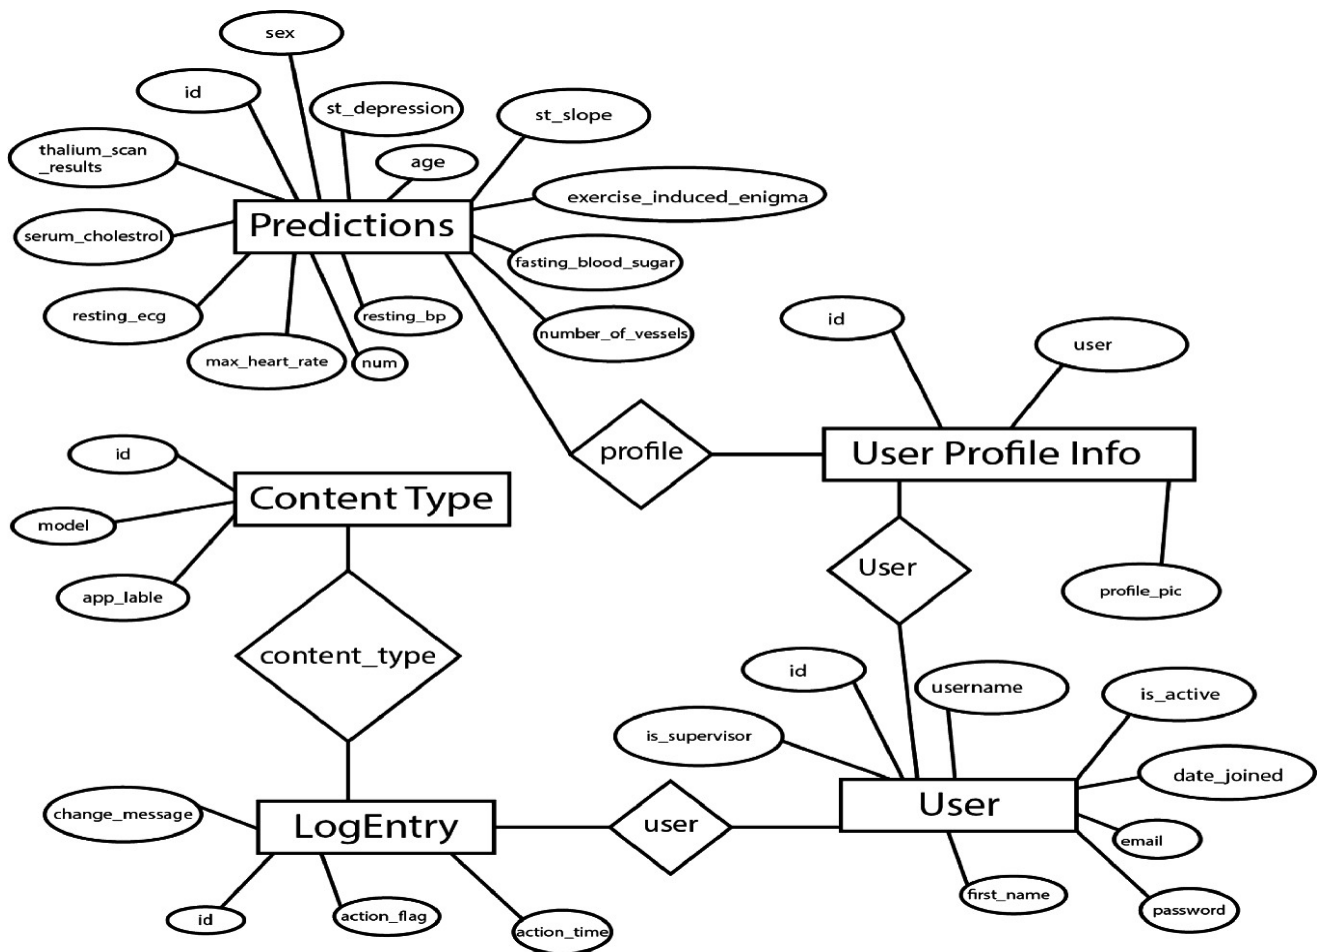 sex
id
st_depression
st_slope
thalium_scan
_results
age
exercise_induced_enigma
Predictions
serum_cholestrol
fasting_blood_sugar
resting_ecg
resting_bp
number_of_vessels
max_heart_rate
num
id
user
profile
User Profile Info
id
Content Type
model
app_lable
User
profile_pic
content_type
id
username
is_active
is_supervisor
date_joined
change_message
LogEntry
user
User
email
id
action_flag
action_time
first_name
password